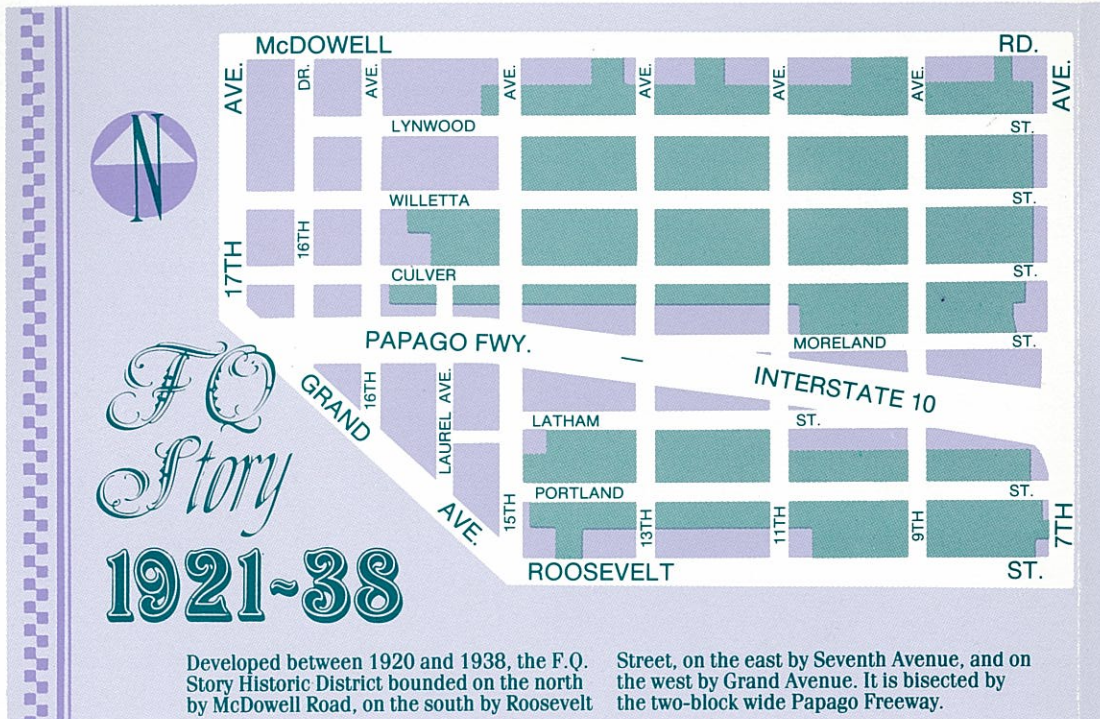 McDOWELL RD.
AVE. DR. AVE. AVE. AVE. AVE. AVE. AVE.
N
LYNWOOD ST.
WILLETTA ST.
17TH 16TH
CULVER ST.
PAPAGO FWY.
MORELAND ST.
INTERSTATE 10
GRAND AVE.
16TH
LAUREL AVE.
LATHAM ST.
PORTLAND ST.
15TH 13TH 11TH 9TH 7TH
ROOSEVELT ST.
FQ
Story
1921-38
Developed between 1920 and 1938, the F.Q.
Story Historic District bounded on the north
by McDowell Road, on the south by Roosevelt
Street, on the east by Seventh Avenue, and on
the west by Grand Avenue. It is bisected by
the two-block wide Papago Freeway.